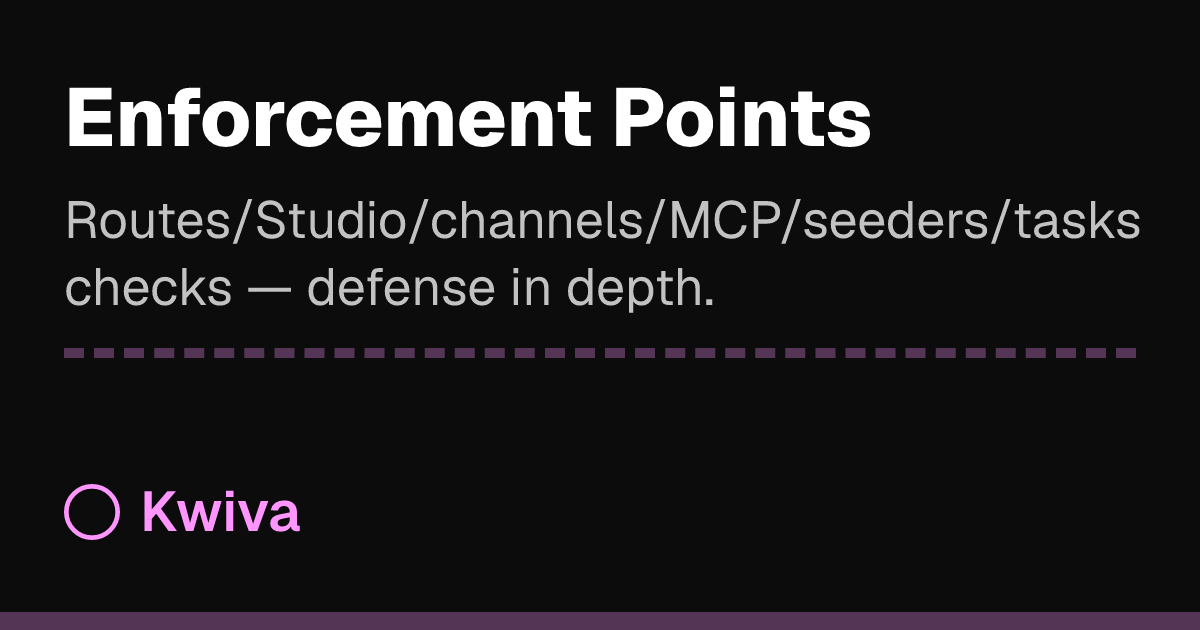 Enforcement Points
Routes/Studio/channels/MCP/seeders/tasks
checks — defense in depth.
Kwiva